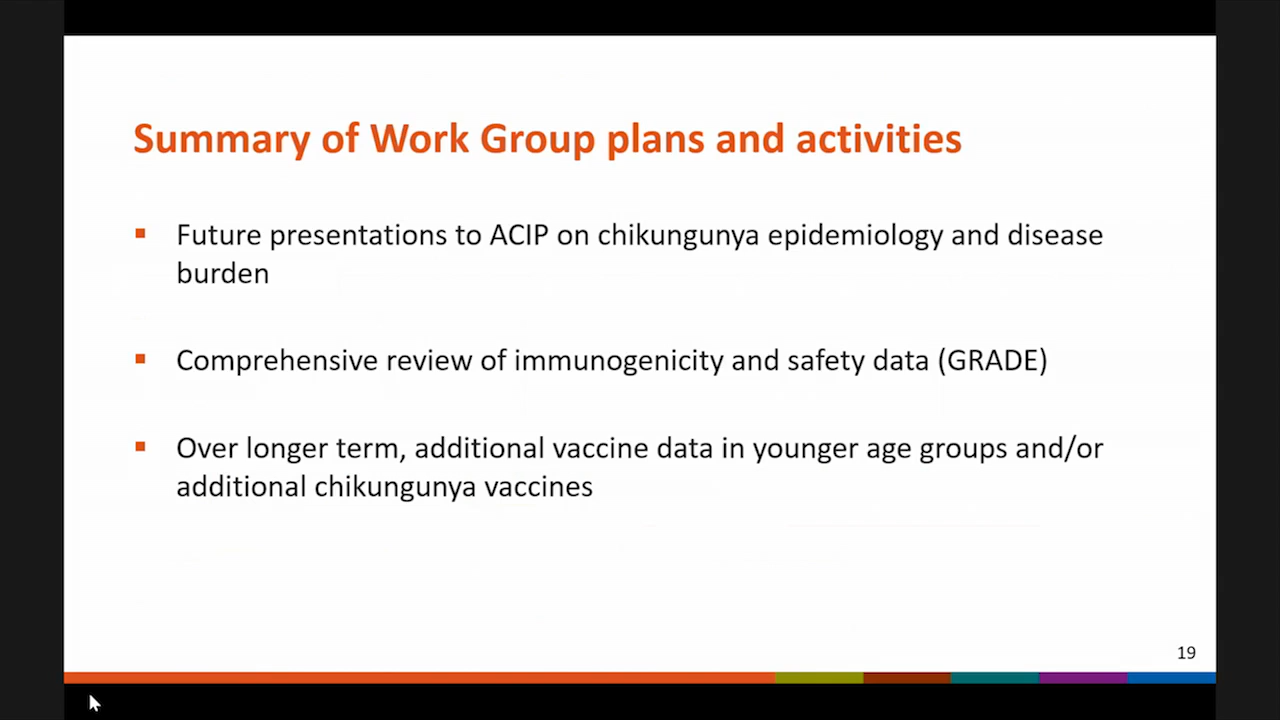 Summary of Work Group plans and activities
Future presentations to ACIP on chikungunya epidemiology and disease
burden
Comprehensive review of immunogenicity and safety data (GRADE)
Over longer term, additional vaccine data in younger age groups and/or
additional chikungunya vaccines
19